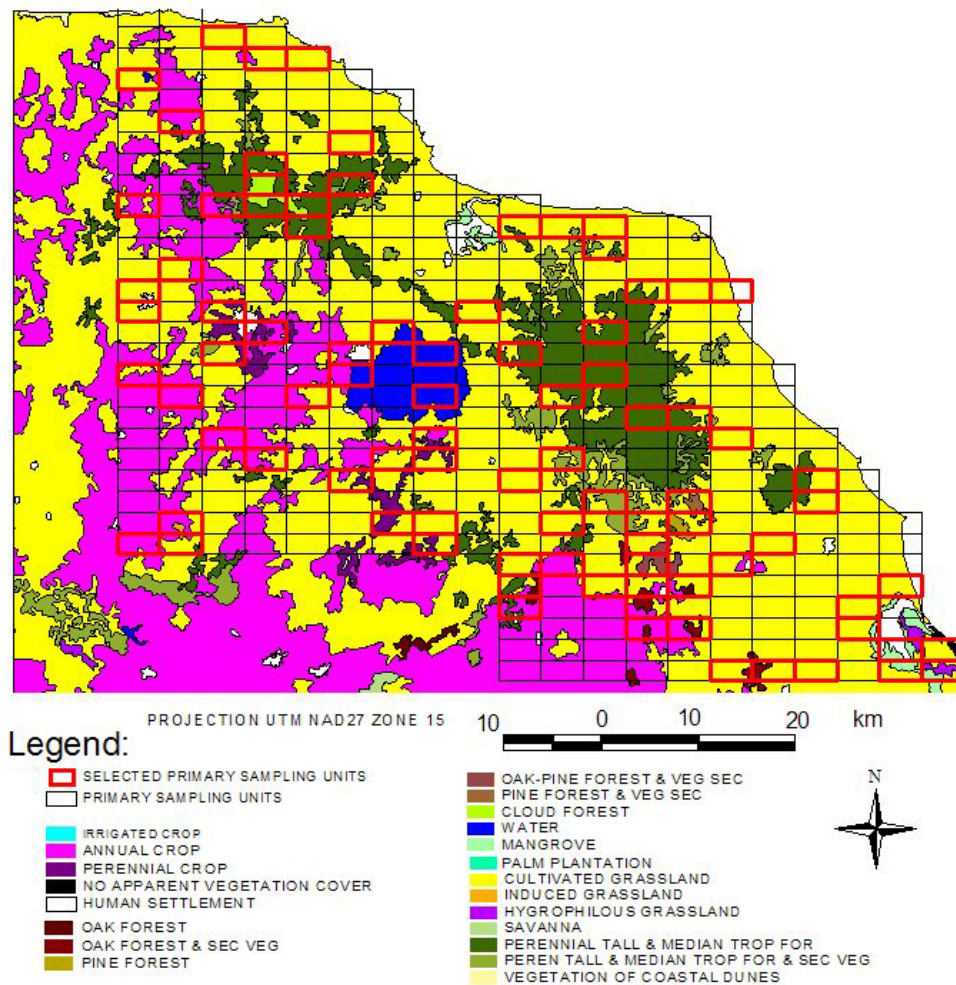 PROJECTION UTM NAD27 ZONE 15
10 0 10 20 km
Legend:
SELECTED PRIMARY SAMPLING UNITS
PRIMARY SAMPLING UNITS
IRRIGATED CROP
ANNUAL CROP
PERENNIAL CROP
NO APPARENT VEGETATION COVER
HUMAN SETTLEMENT
OAK FOREST
OAK FOREST & SEC VEG
PINE FOREST
OAK-PINE FOREST & VEG SEC
PINE FOREST & VEG SEC
CLOUD FOREST
WATER
MANGROVE
PALM PLANTATION
CULTIVATED GRASSLAND
INDUCED GRASSLAND
HYGROPHILOUS GRASSLAND
SAVANNA
PERENNIAL TALL & MEDIAN TROP FOR
PEREN TALL & MEDIAN TROP FOR & SEC VEG
VEGETATION OF COASTAL DUNES
N